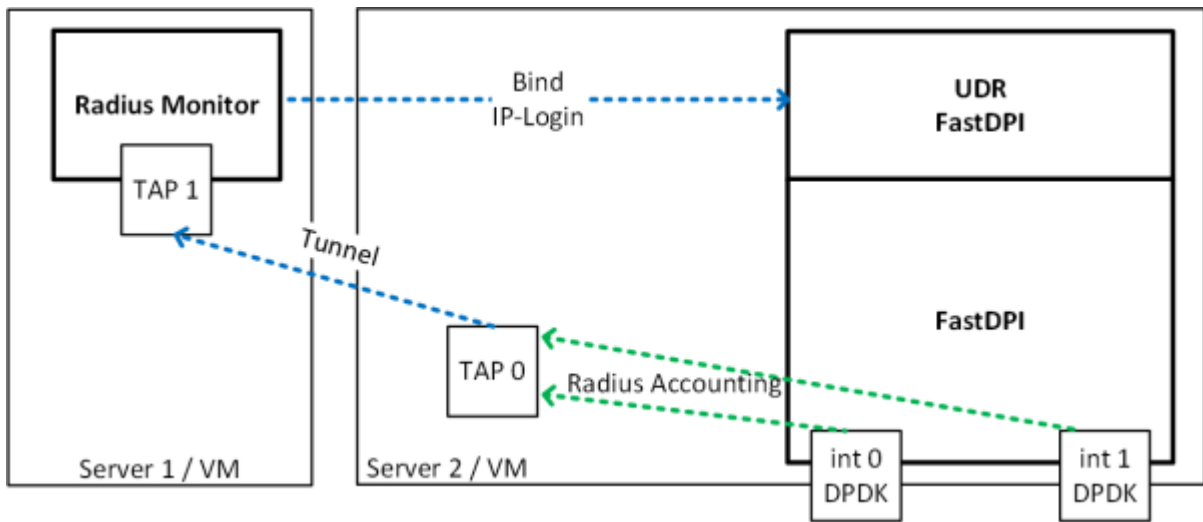 Radius Monitor
TAP 1
Bind
IP-Login
UDR
FastDPI
Tunnel
FastDPI
TAP 0
Radius Accounting
int 0
DPDK
int 1
DPDK
Server 1 / VM
Server 2 / VM